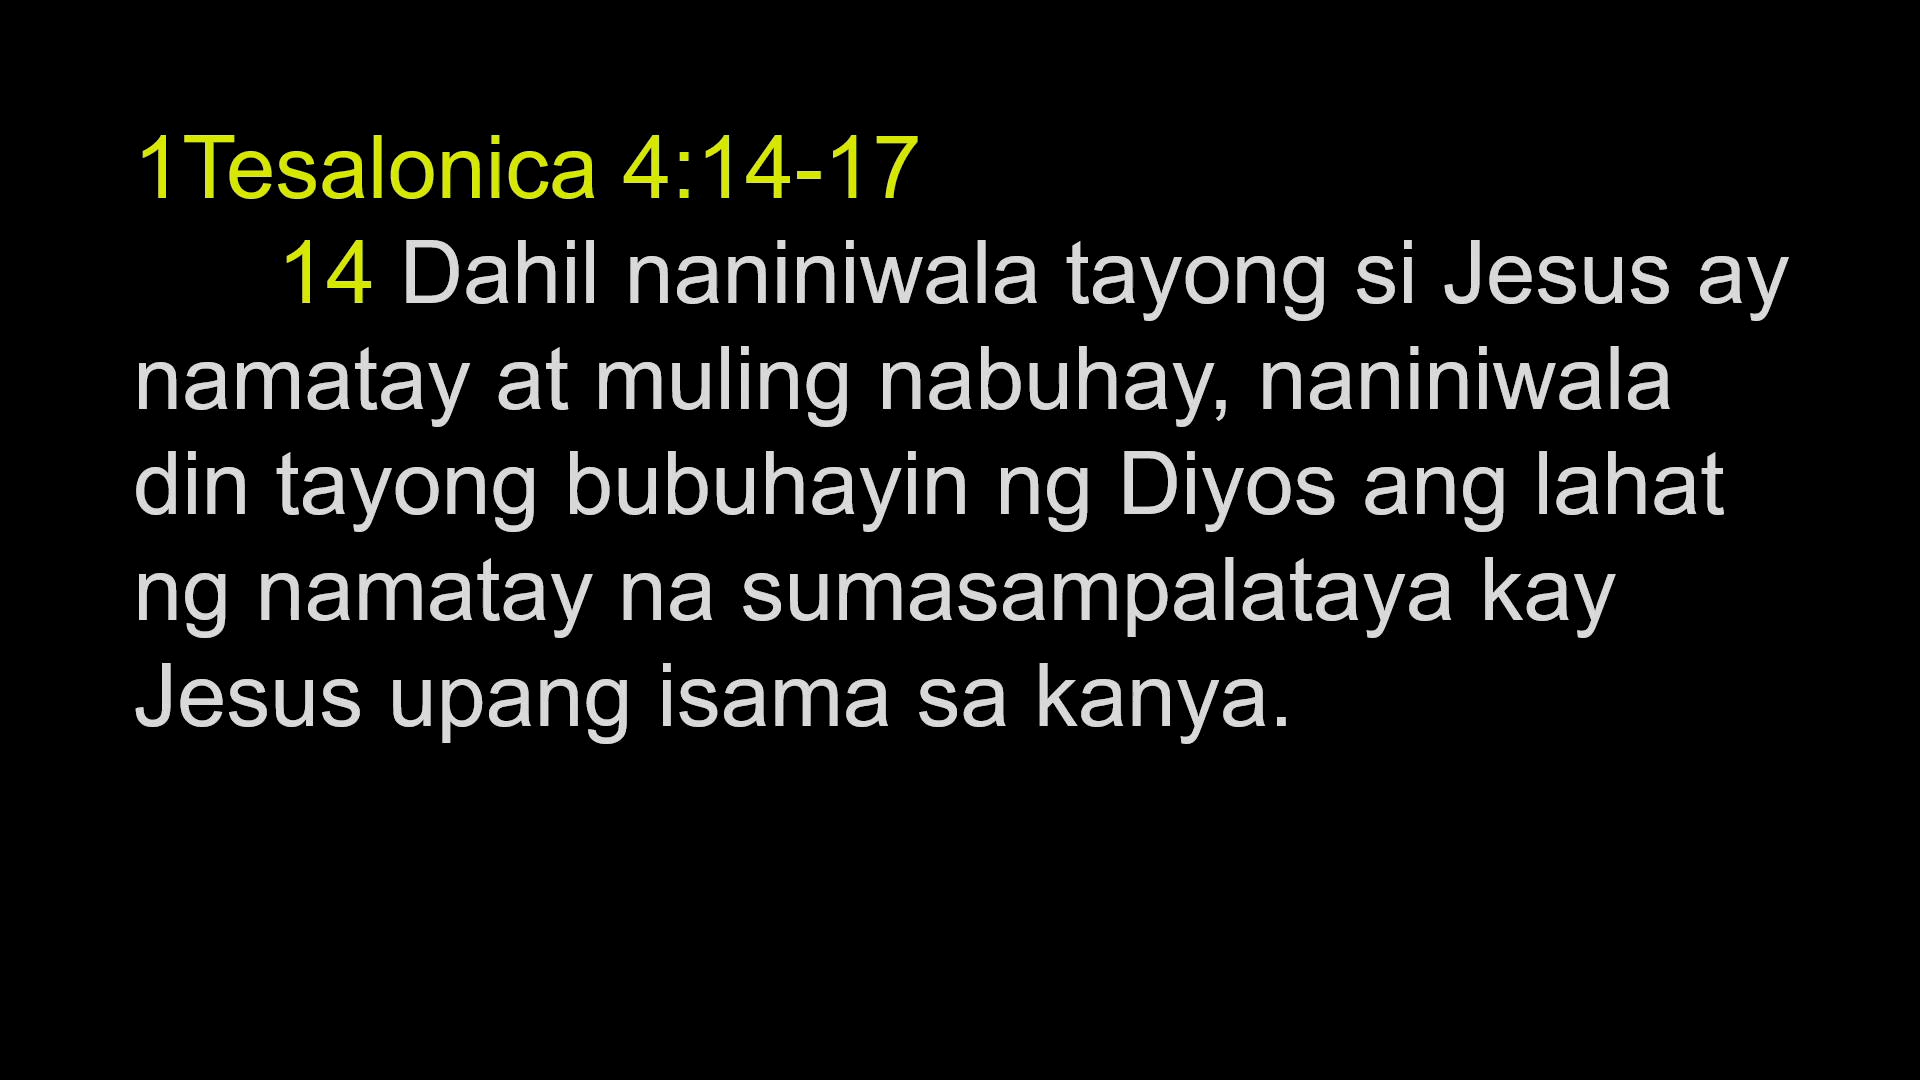 1Tesalonica 4:14-17
14 Dahil naniniwala tayong si Jesus ay
namatay at muling nabuhay, naniniwala
din tayong bubuhayin ng Diyos ang lahat
ng namatay na sumasampalataya kay
Jesus upang isama sa kanya.